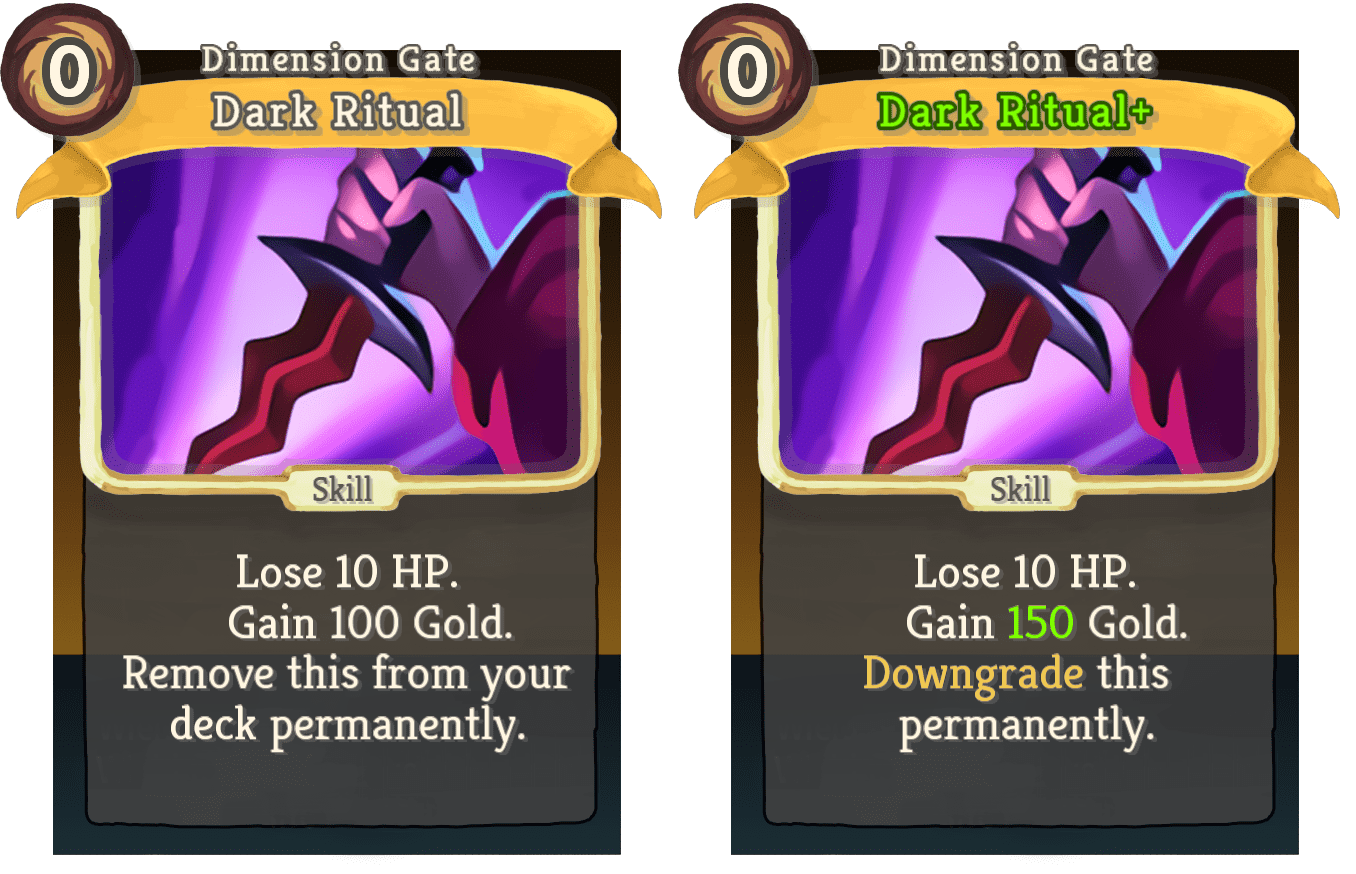 0
Dimension Gate
Dark Ritual
Skill
Lose 10 HP.
Gain 100 Gold.
Remove this from your
deck permanently.
0
Dimension Gate
Dark Ritual+
Skill
Lose 10 HP.
Gain 150 Gold.
Downgrade this
permanently.